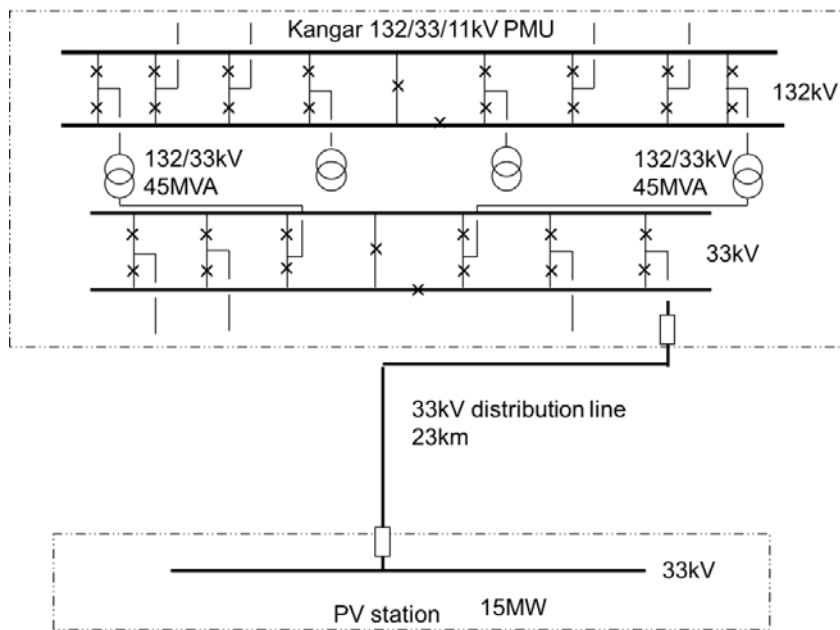 Kangar 132/33/11kV PMU
132kV
132/33kV
45MVA
132/33kV
45MVA
33kV
33kV distribution line
23km
33kV
PV station
15MW